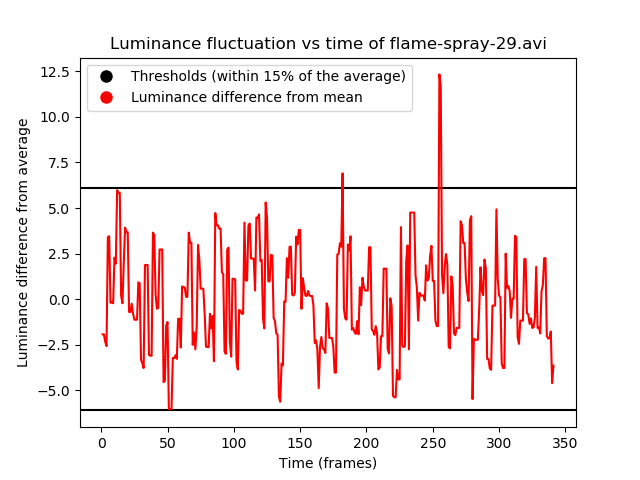 Luminance fluctuation vs time of flame-spray-29.avi
Thresholds (within 15% of the average)
Luminance difference from mean
Luminance difference from average
12.5
10.0
7.5
5.0
2.5
0.0
−2.5
−5.0
0 50 100 150 200 250 300 350
Time (frames)